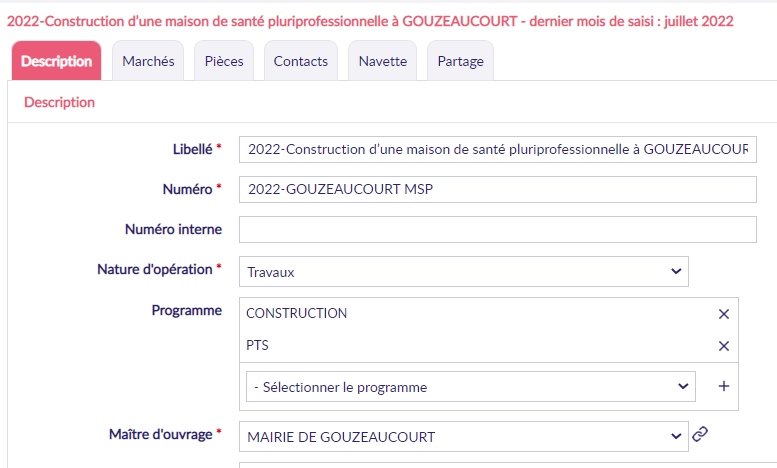 2022-Construction d'une maison de santé pluriprofessionnelle à GOUZEAUCOURT - dernier mois de saisi : juillet 2022
Description Marchés Pièces Contacts Navette Partage
Description
Libellé * 2022-Construction d'une maison de santé pluriprofessionnelle à GOUZEAUCOUR
Numéro * 2022-GOUZEAUCOURT MSP
Numéro interne
Nature d'opération * Travaux
Programme CONSTRUCTION
PTS
- Sélectionner le programme
Maître d'ouvrage * MAIRIE DE GOUZEAUCOURT